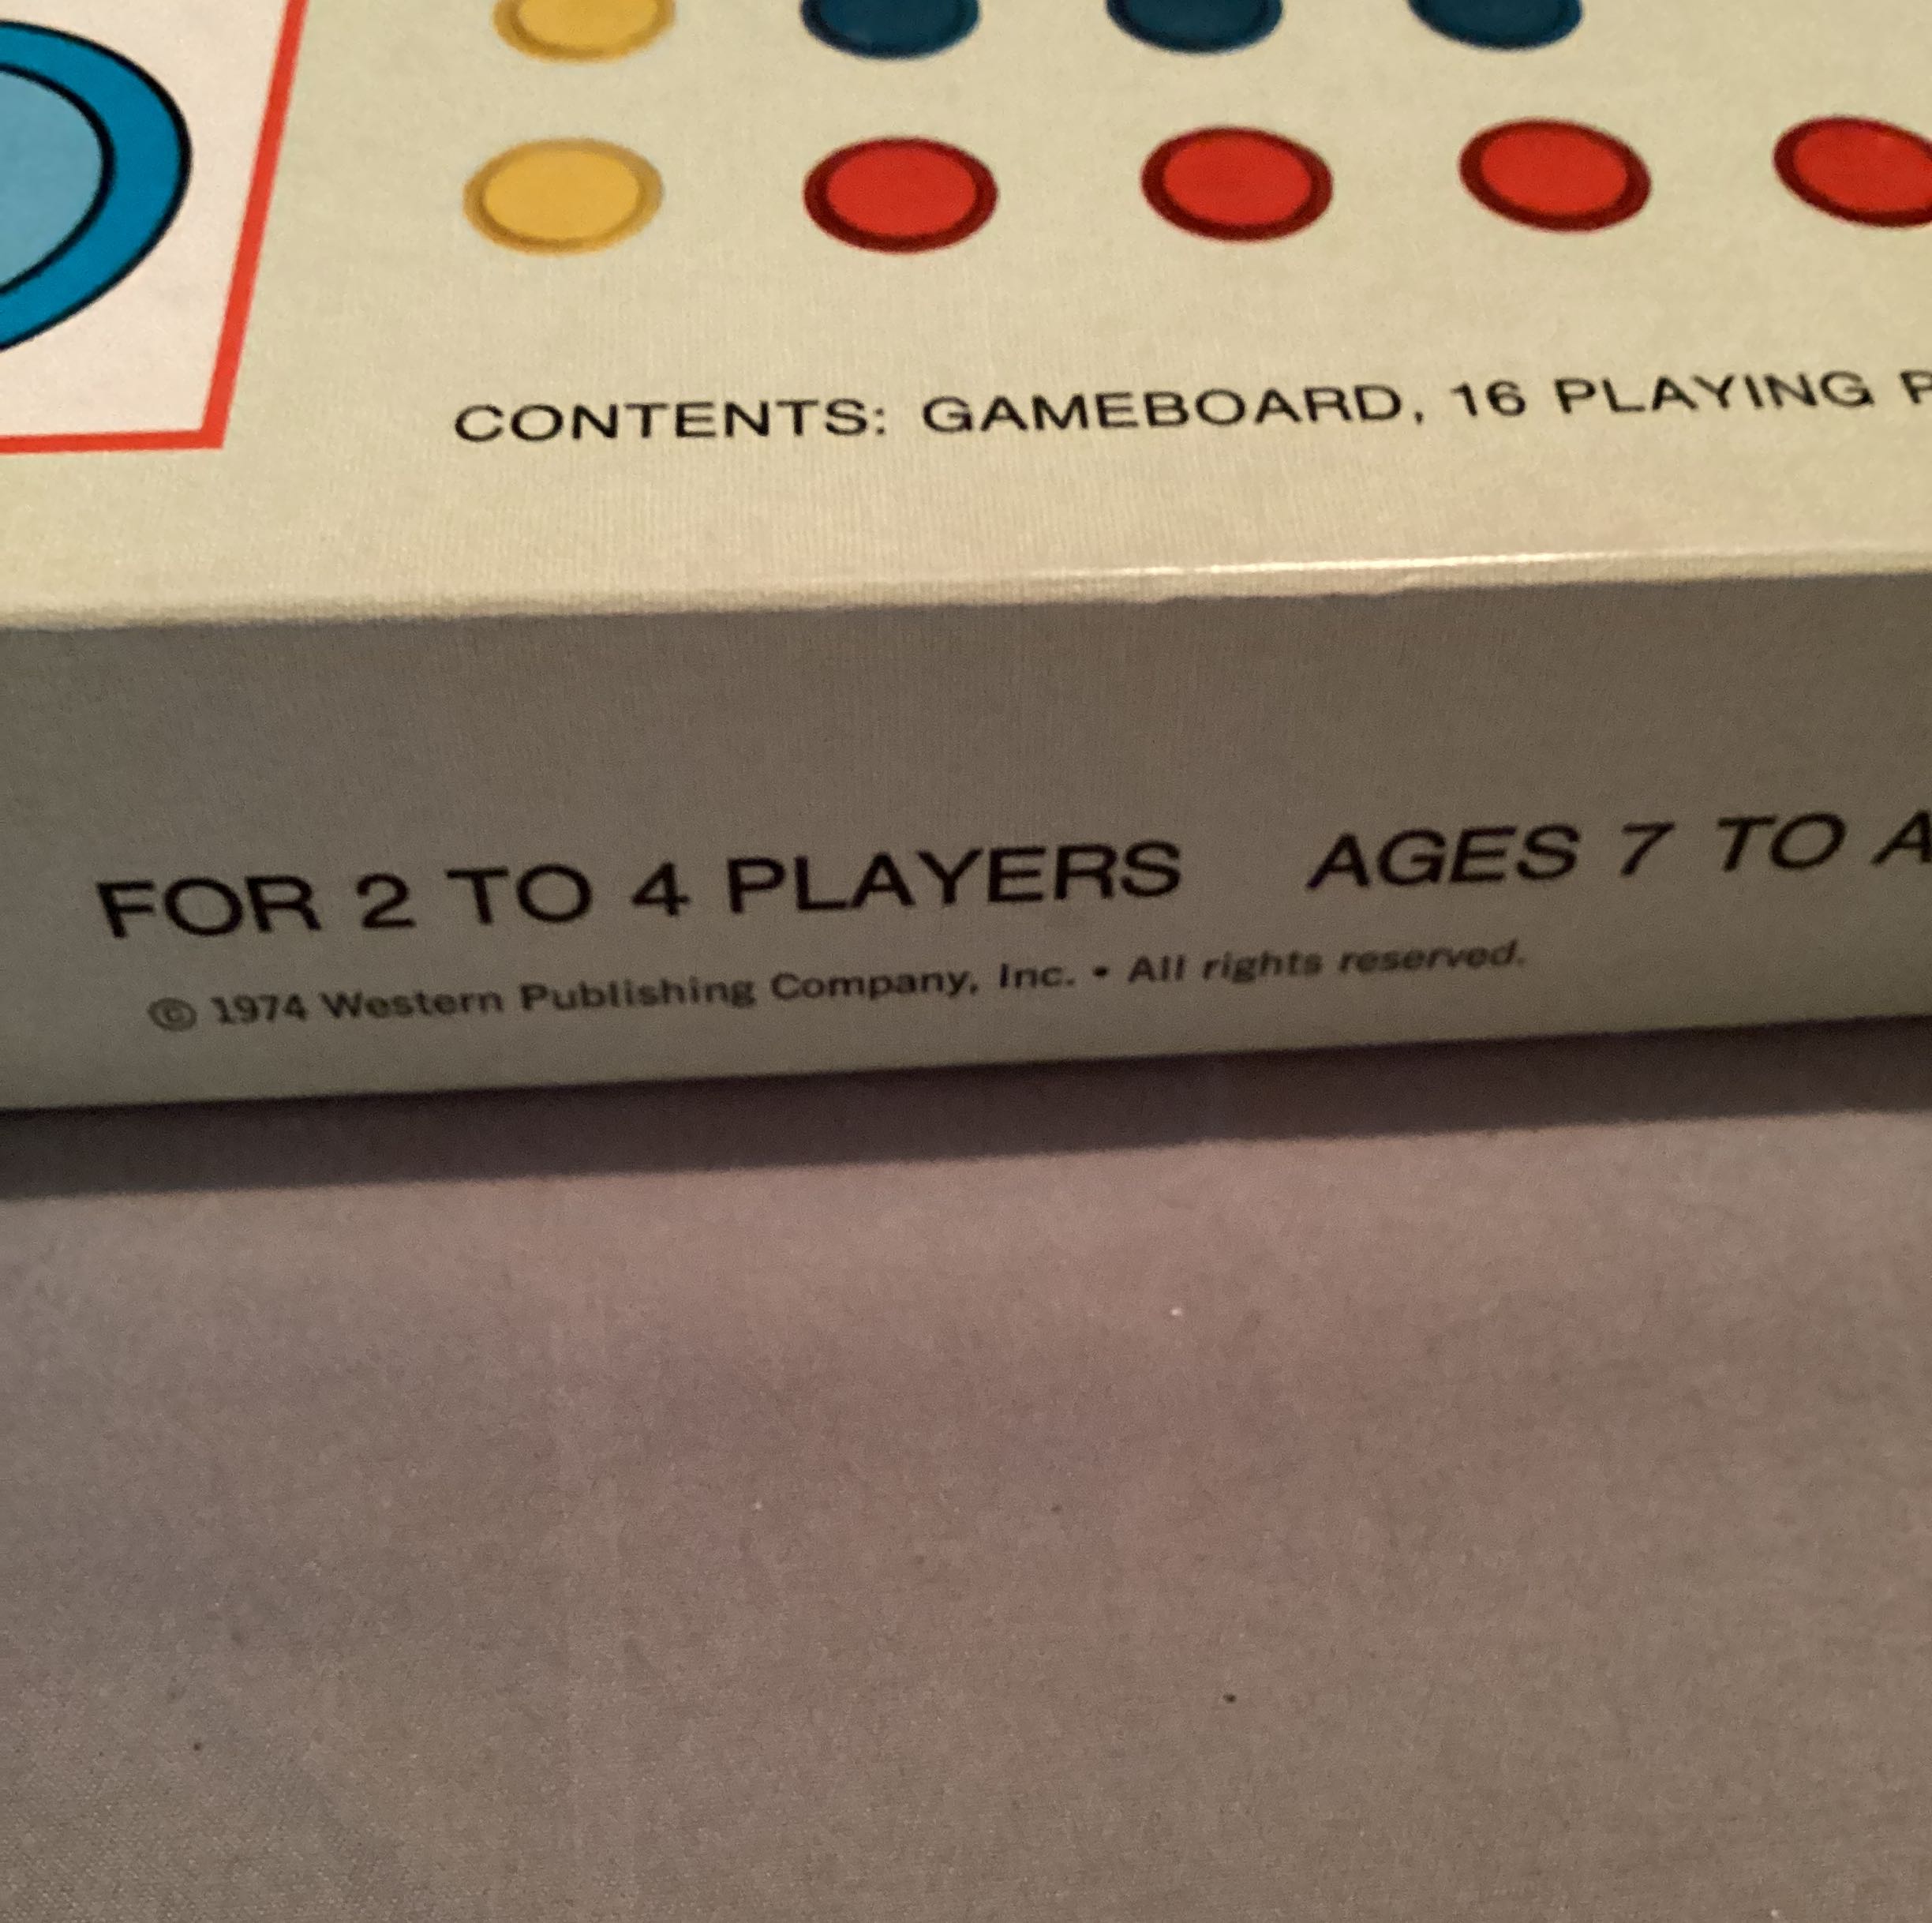 CONTENTS: GAMEBOARD, 16 PLAYING
FOR 2 TO 4 PLAYERS AGES 7 TO
© 1974 Western Publishing Company, Inc. • All rights reserved.